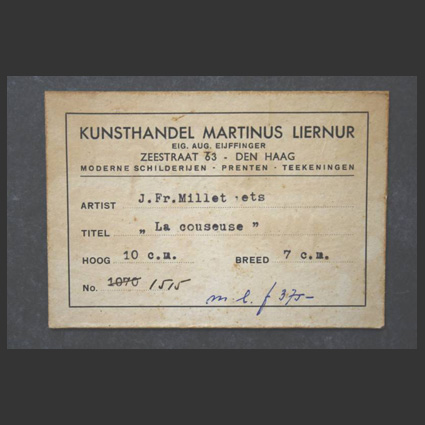 KUNSTHANDEL MARTINUS LIERNUR
EIG. AUG. EIJFFINGER
ZEESTRAAT 63 - DEN HAAG
MODERNE SCHILDERIJEN - PRENTEN - TEEKENINGEN
ARTIST J.Fr.Millet ets
TITEL „ La couseuse ”
HOOG 10 c.m. BREED 7 c.m.
No. 1070 1515
m. l. f 375-